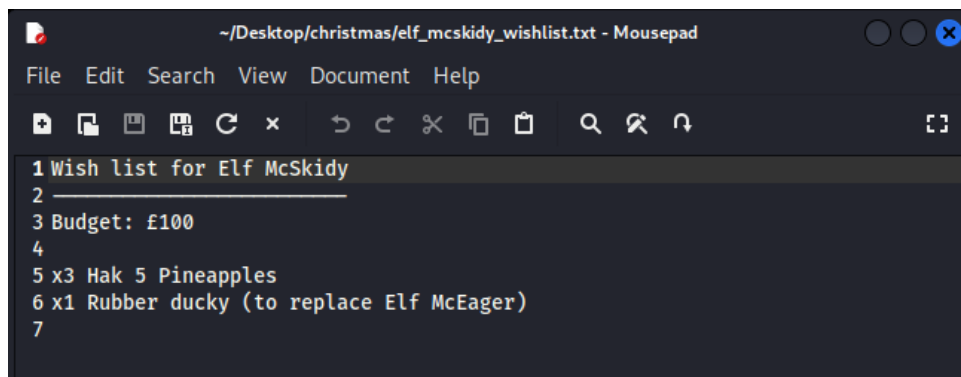 ~/Desktop/christmas/elf_mcskidy_wishlist.txt - Mousepad
File Edit Search View Document Help
1 Wish list for Elf McSkidy
2 ————————————————————————
3 Budget: £100
4
5 x3 Hak 5 Pineapples
6 x1 Rubber ducky (to replace Elf McEager)
7